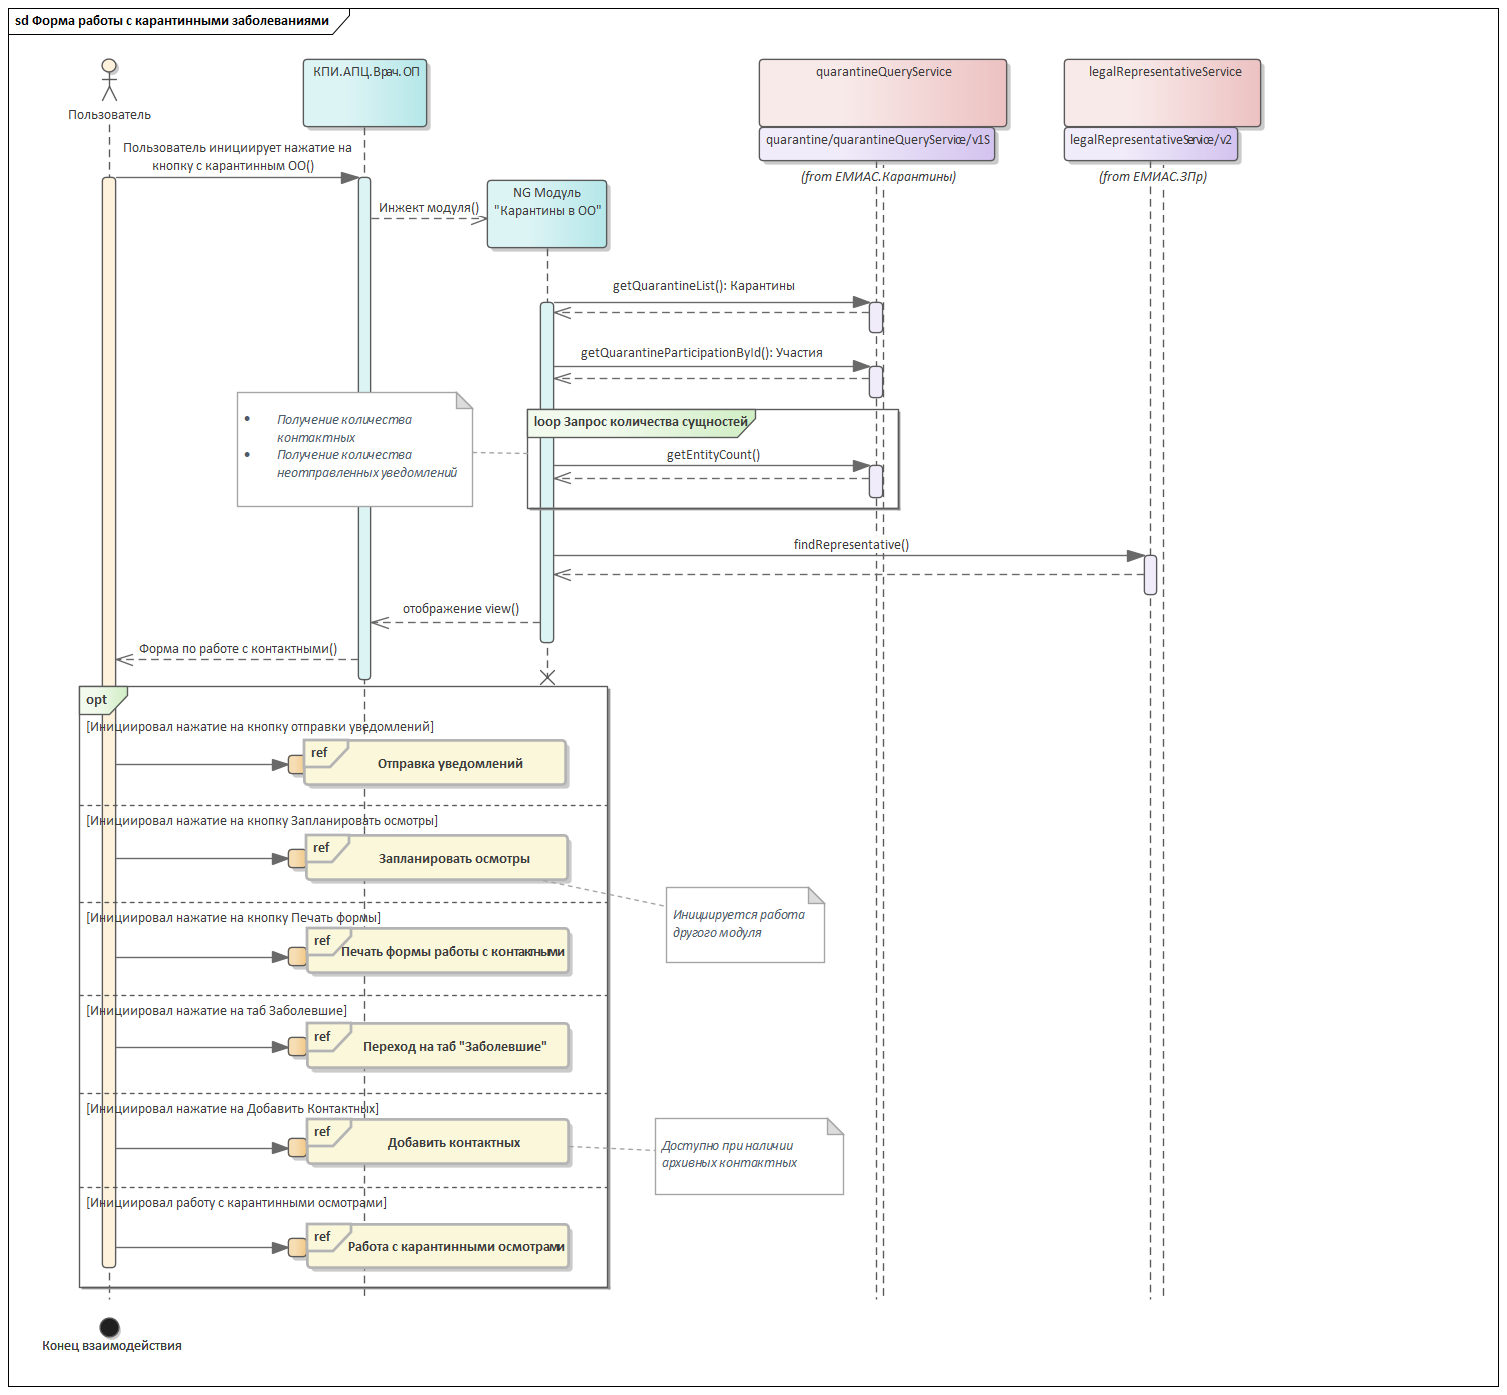 sd Форма работы с карантинными заболеваниями
Пользователь
КПИ.АПЦ.Врач.ОП
quarantineQueryService
legalRepresentativeService
quarantine/quarantineQueryService/v1S
legalRepresentativeService/v2
(from ЕМИАС.Карантины)
(from ЕМИАС.ЗПр)
Пользователь инициирует нажатие на
кнопку с карантинным ОО()
Инжект модуля()
NG Модуль
"Карантины в ОО"
getQuarantineList(): Карантины
getQuarantineParticipationById(): Участия
• Получение количества
контактных
• Получение количества
неотправленных уведомлений
loop Запрос количества сущностей
getEntityCount()
findRepresentative()
отображение view()
Форма по работе с контактными()
opt
[Инициировал нажатие на кнопку отправки уведомлений]
ref
Отправка уведомлений
[Инициировал нажатие на кнопку Запланировать осмотры]
ref
Запланировать осмотры
Инициируется работа
другого модуля
[Инициировал нажатие на кнопку Печать формы]
ref
Печать формы работы с контактными
[Инициировал нажатие на таб Заболевшие]
ref
Переход на таб "Заболевшие"
[Инициировал нажатие на Добавить Контактных]
ref
Добавить контактных
Доступно при наличии
архивных контактных
[Инициировал работу с карантинными осмотрами]
ref
Работа с карантинными осмотрами
Конец взаимодействия